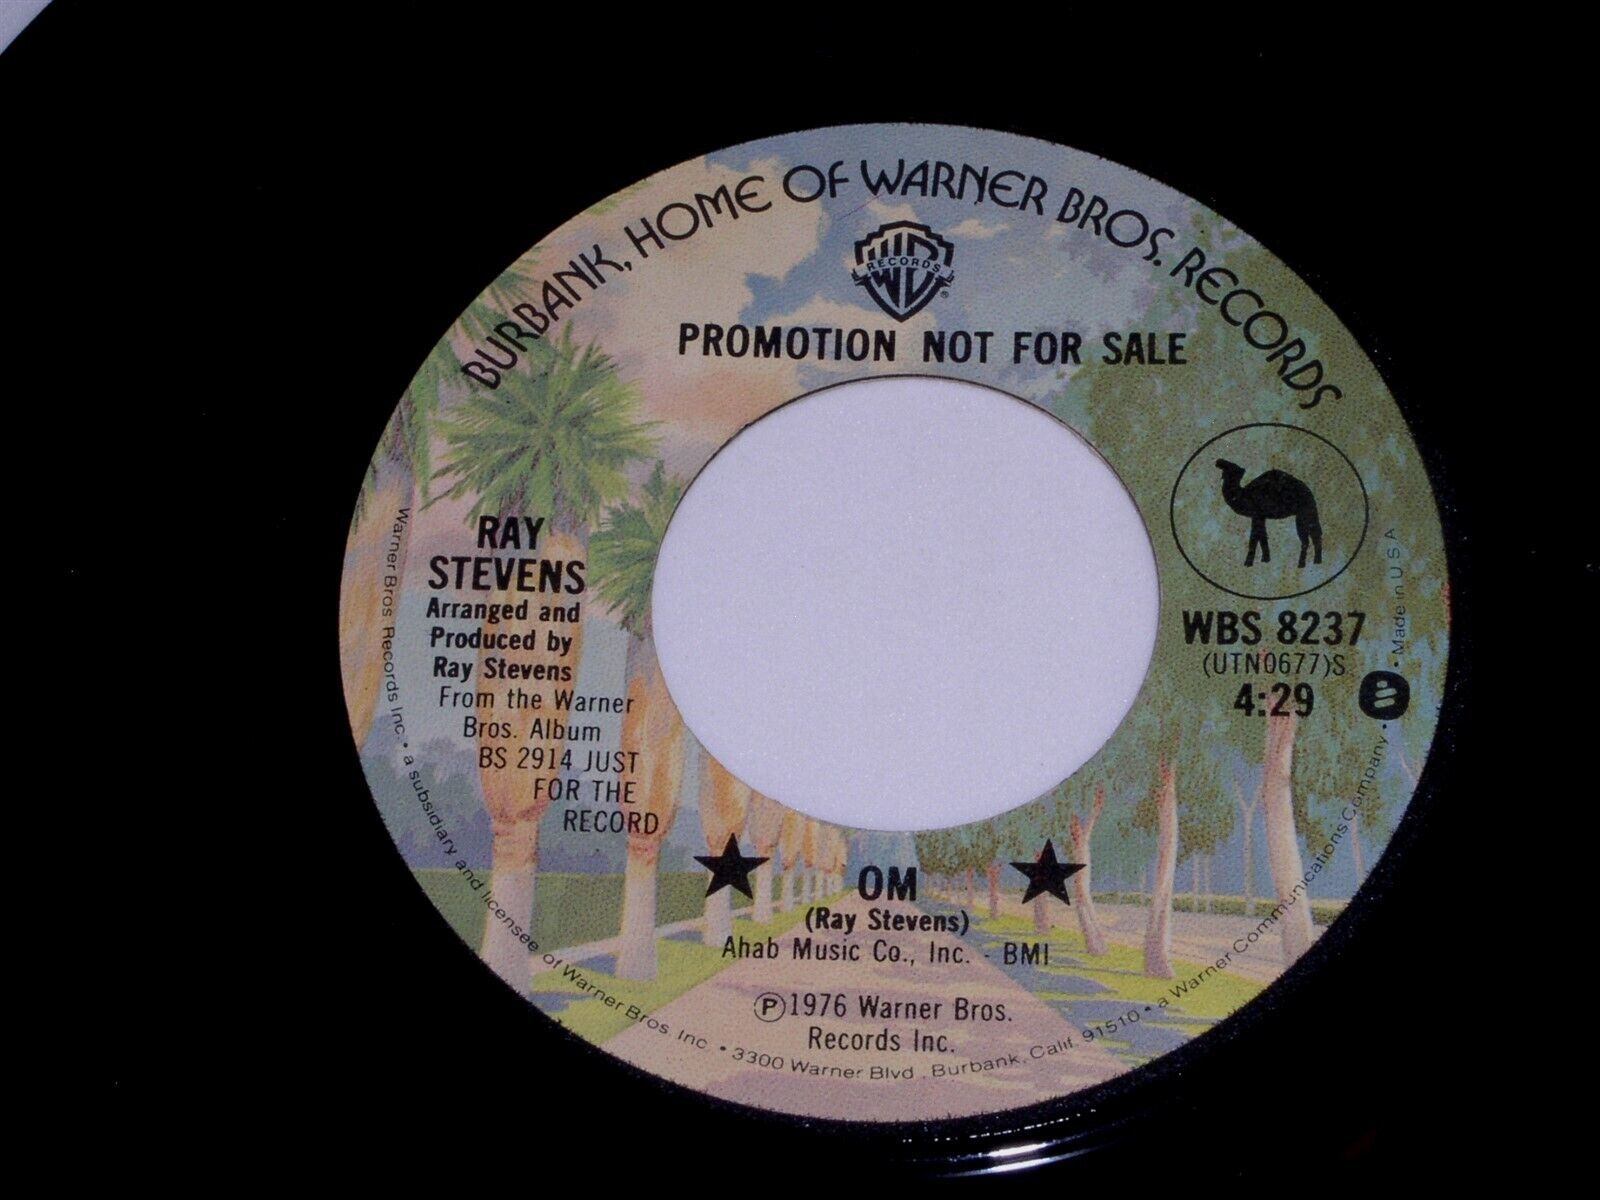 BURBANK, HOME OF WARNER BROS. RECORDS
WB
RECORDS
®
PROMOTION NOT FOR SALE
RAY
STEVENS
Arranged and
Produced by
Ray Stevens
From the Warner
Bros. Album
BS 2914 JUST
FOR THE
RECORD
WBS 8237
(UTN0677)S
4:29
B
★ OM ★
(Ray Stevens)
Ahab Music Co., Inc. - BMI
Ⓟ1976 Warner Bros.
Records Inc.
Warner Bros Records Inc. • a subsidiary and licensee of Warner Bros. Inc. • 3300 Warner Blvd., Burbank, Calif. 91510 • a Warner Communications Company • • Made in U S A